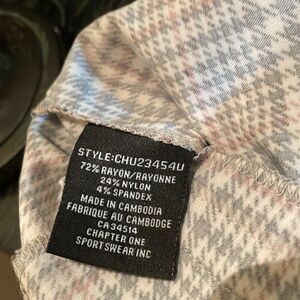 STYLE:CHU23454U
72% RAYON/RAYONNE
24% NYLON
4% SPANDEX
MADE IN CAMBODIA
FABRIQUE AU CAMBODGE
CA 34514
CHAPTER ONE
SPORTSWEAR INC